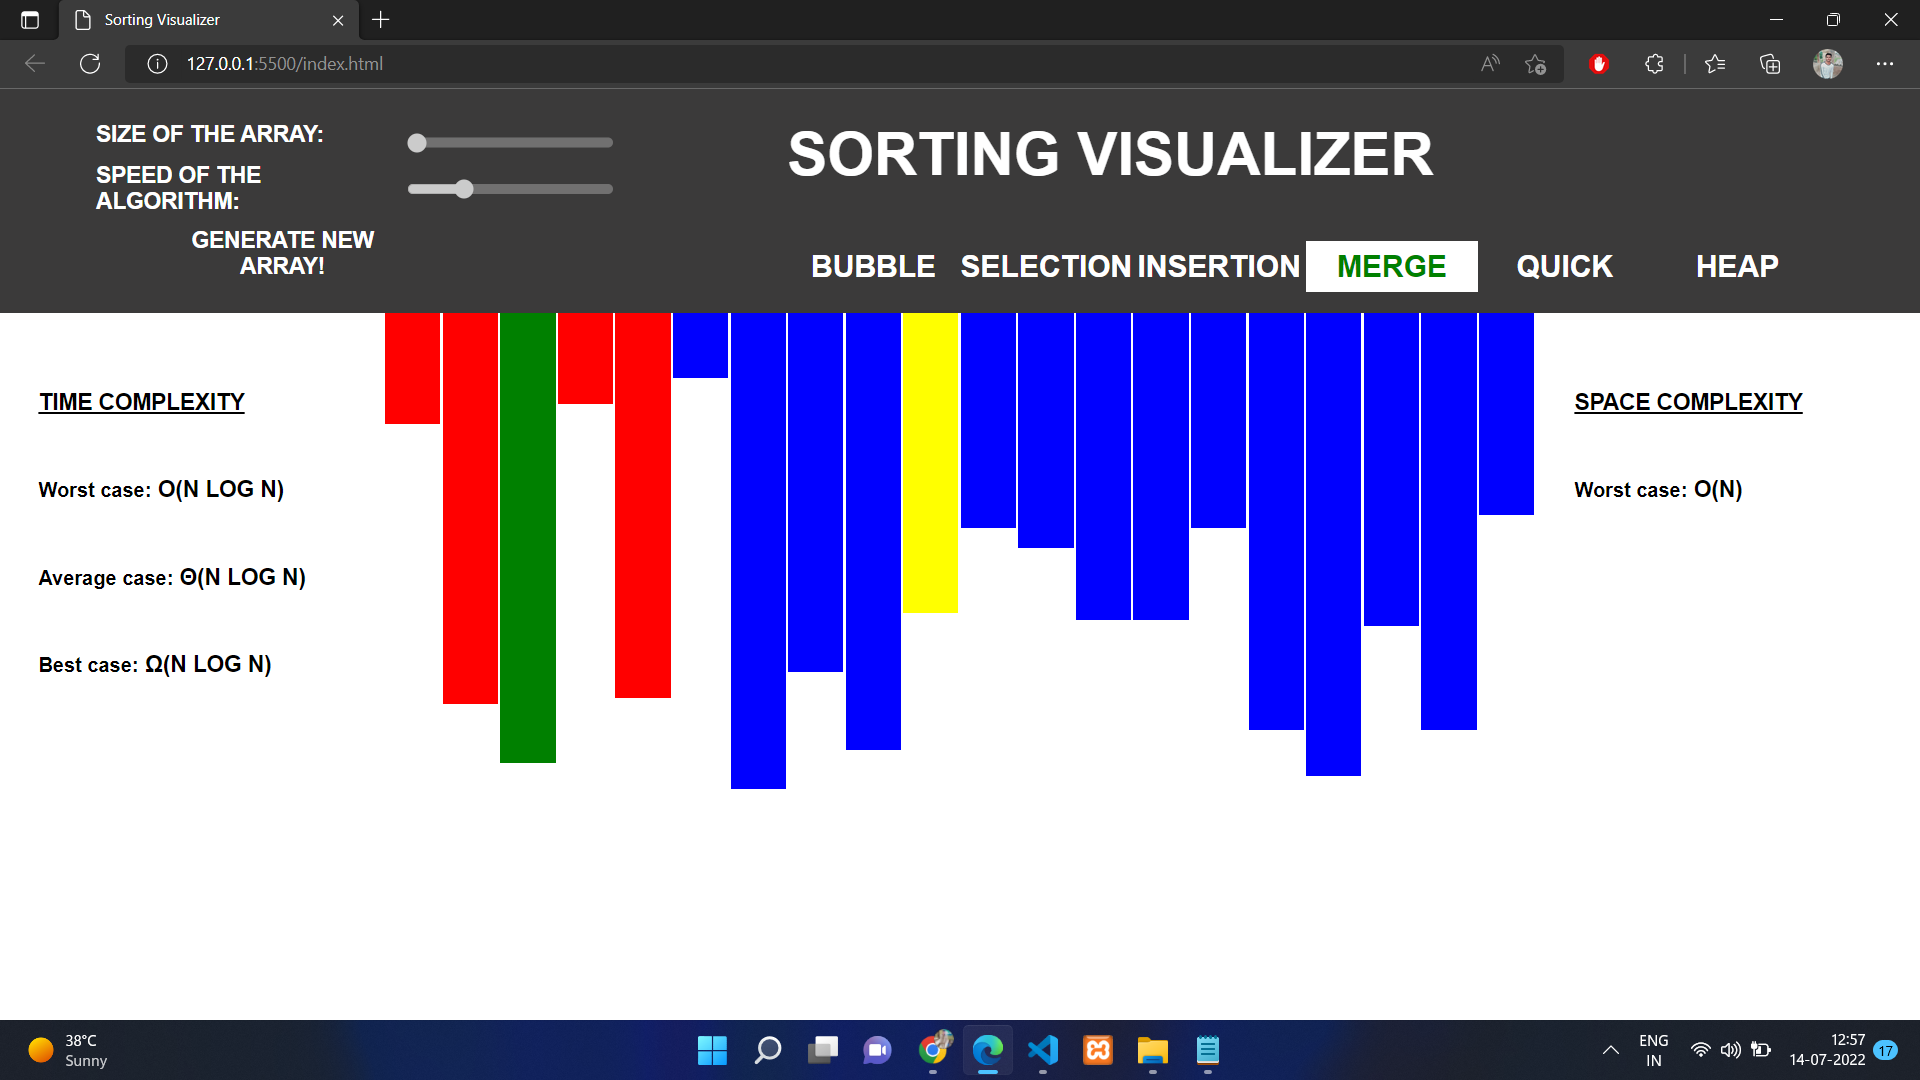 Sorting Visualizer
127.0.0.1:5500/index.html
SIZE OF THE ARRAY:
SPEED OF THE
ALGORITHM:
GENERATE NEW
ARRAY!
SORTING VISUALIZER
BUBBLE SELECTION INSERTION MERGE QUICK HEAP
TIME COMPLEXITY
Worst case: O(N LOG N)
Average case: Θ(N LOG N)
Best case: Ω(N LOG N)
SPACE COMPLEXITY
Worst case: O(N)
38°C
Sunny
ENG
IN
12:57
14-07-2022
17